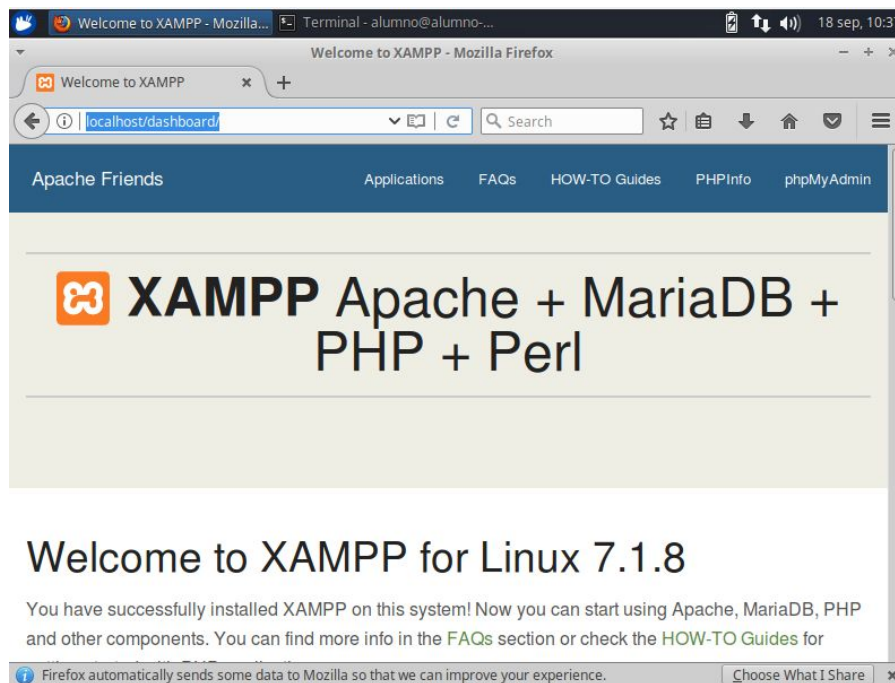 Welcome to XAMPP - Mozilla... Terminal - alumno@alumno-... 18 sep, 10:3
Welcome to XAMPP - Mozilla Firefox
Welcome to XAMPP
localhost/dashboard/ Search
Apache Friends Applications FAQs HOW-TO Guides PHPInfo phpMyAdmin
XAMPP Apache + MariaDB +
PHP + Perl
Welcome to XAMPP for Linux 7.1.8
You have successfully installed XAMPP on this system! Now you can start using Apache, MariaDB, PHP
and other components. You can find more info in the FAQs section or check the HOW-TO Guides for
Firefox automatically sends some data to Mozilla so that we can improve your experience. Choose What I Share